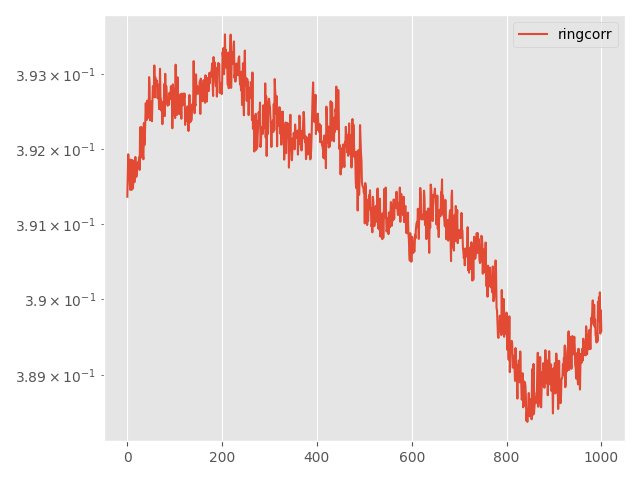 ringcorr
3.93 × 10⁻¹
3.92 × 10⁻¹
3.91 × 10⁻¹
3.9 × 10⁻¹
3.89 × 10⁻¹
0 200 400 600 800 1000